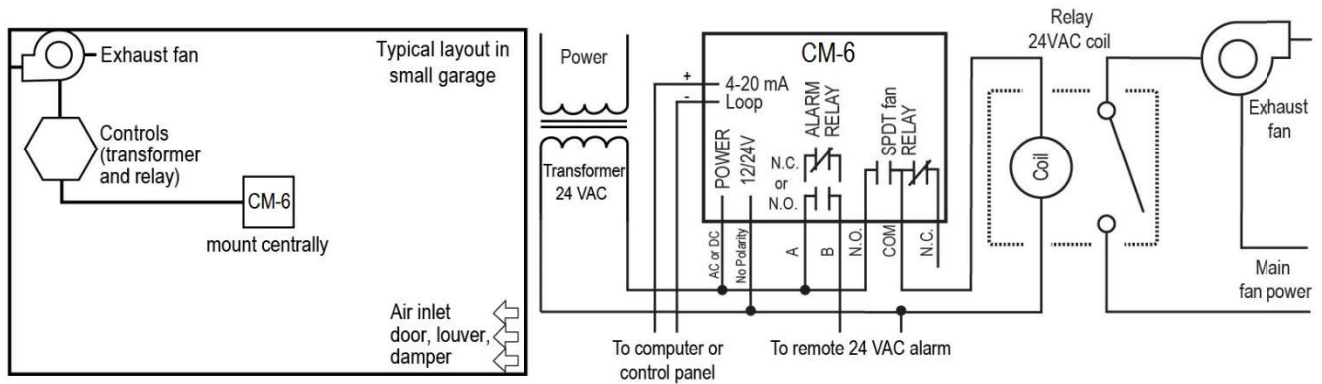 Exhaust fan
Typical layout in
small garage
Controls
(transformer
and relay)
CM-6
mount centrally
Air inlet
door, louver,
damper
Power
Transformer
24 VAC
CM-6
+
4-20 mA
-
Loop
POWER
12/24V
ALARM
RELAY
N.C.
or
N.O.
SPDT fan
RELAY
AC or DC
No Polarity
A
B
N.O.
COM
N.C.
To computer or
control panel
To remote 24 VAC alarm
Relay
24VAC coil
Coil
Exhaust
fan
Main
fan power